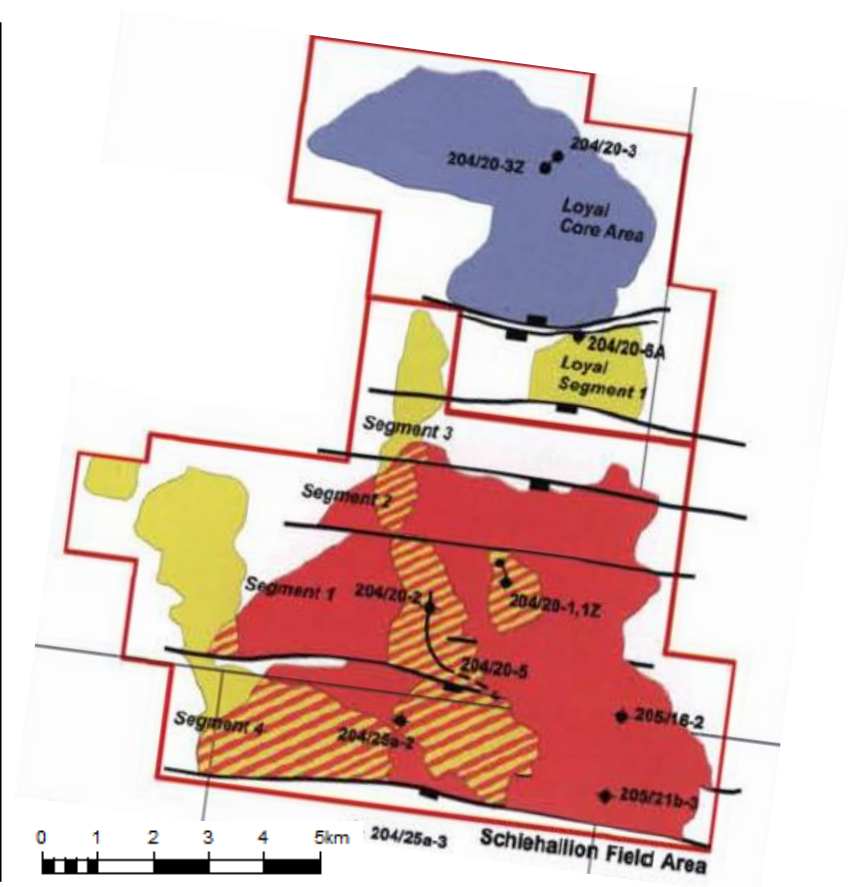 204/20-3
204/20-3Z
Loyal
Core Area
204/20-6A
Loyal
Segment 1
Segment 3
Segment 2
Segment 1
204/20-2
204/20-1,1Z
204/20-5
205/16-2
Segment 4
204/25a-2
205/21b-3
0 1 2 3 4 5km
204/25a-3
Schiehallion Field Area